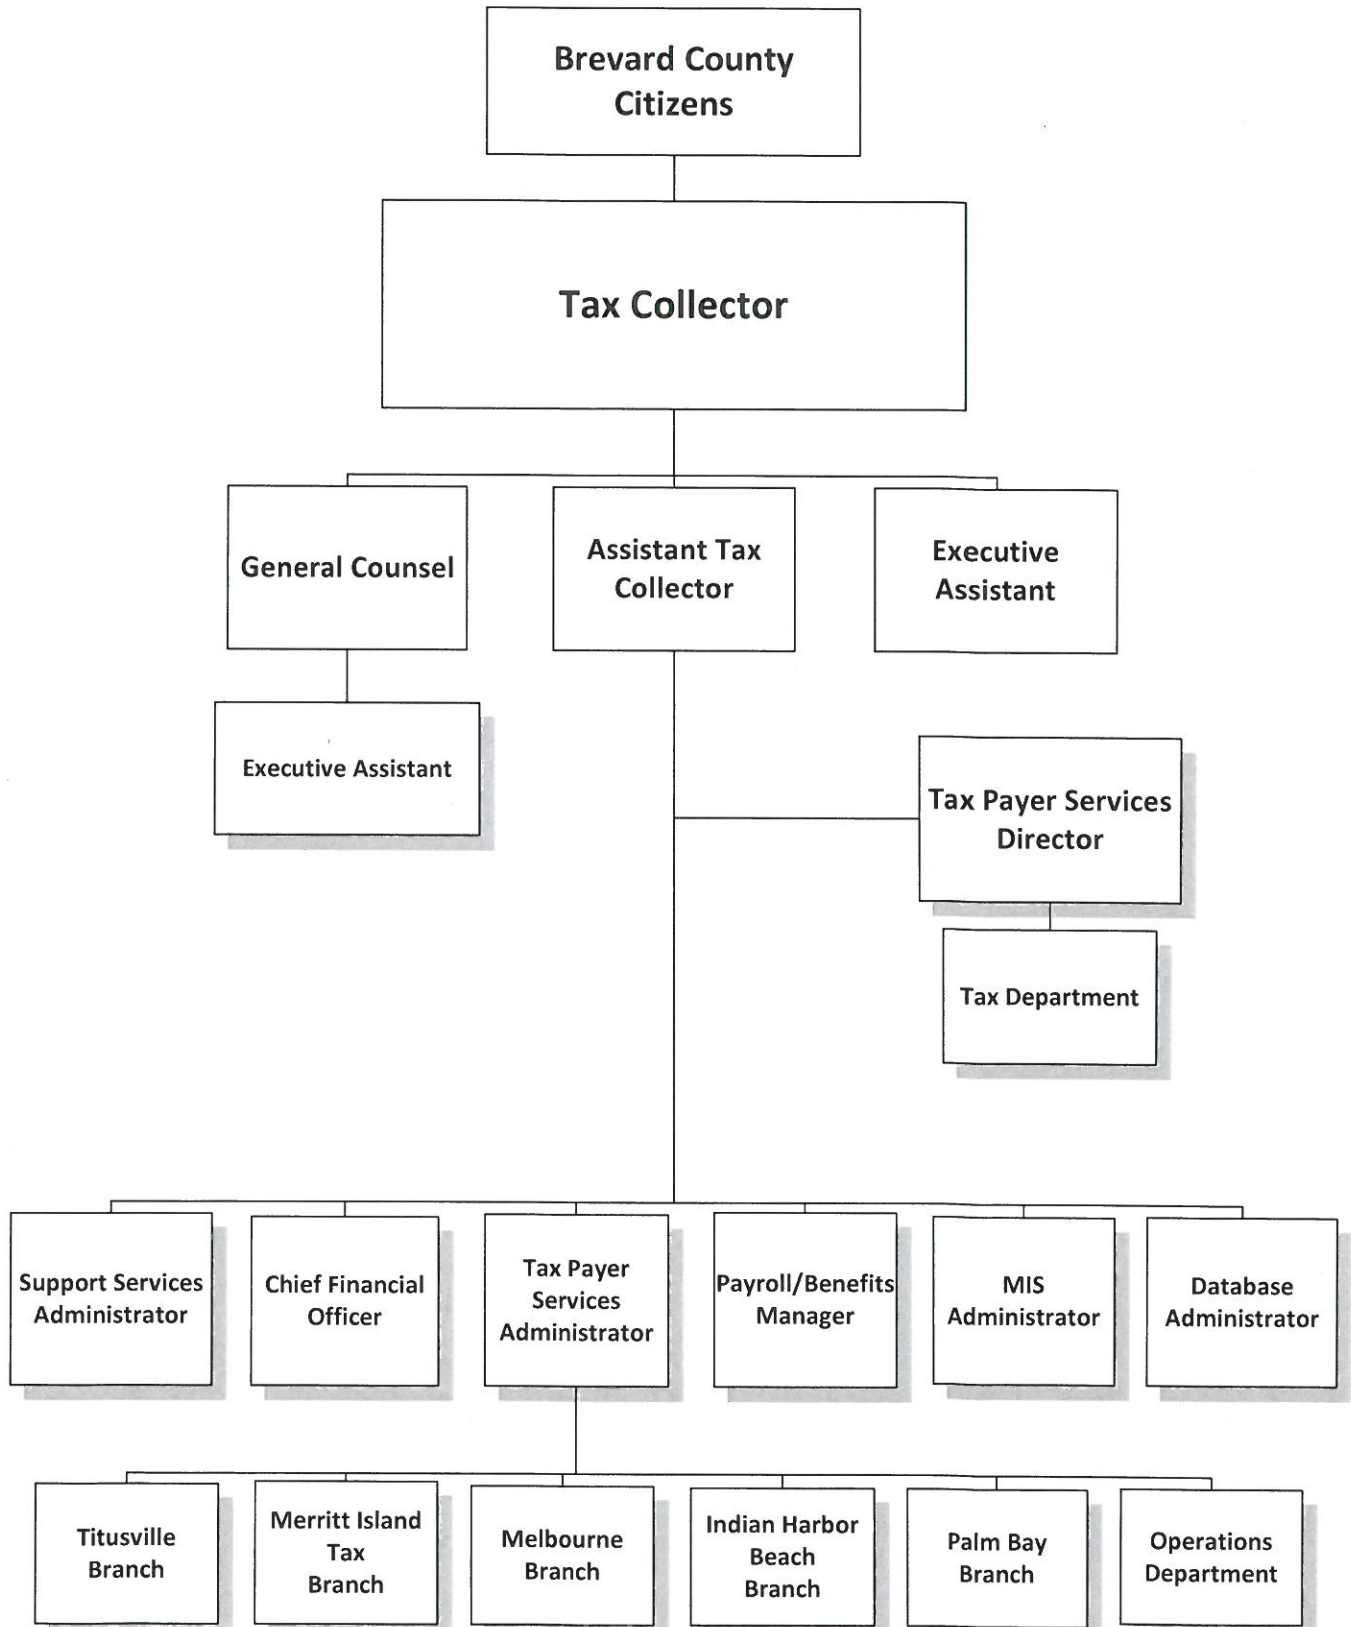 Brevard County
Citizens
Tax Collector
General Counsel
Assistant Tax
Collector
Executive
Assistant
Executive Assistant
Tax Payer Services
Director
Tax Department
Support Services
Administrator
Chief Financial
Officer
Tax Payer
Services
Administrator
Payroll/Benefits
Manager
MIS
Administrator
Database
Administrator
Titusville
Branch
Merritt Island
Tax
Branch
Melbourne
Branch
Indian Harbor
Beach
Branch
Palm Bay
Branch
Operations
Department